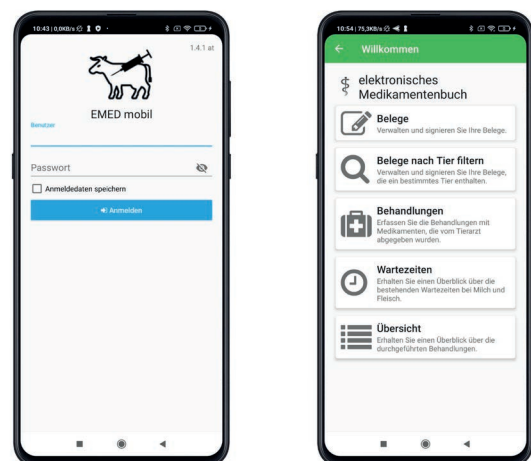 10:43 | 0,0KB/s
1.4.1 at
EMED mobil
Benutzer
Passwort
Anmeldedaten speichern
Anmelden
10:54 | 75,3KB/s
Willkommen
elektronisches
Medikamentenbuch
Belege
Verwalten und signieren Sie Ihre Belege.
Belege nach Tier filtern
Verwalten und signieren Sie Ihre Belege,
die ein bestimmtes Tier enthalten.
Behandlungen
Erfassen Sie die Behandlungen mit
Medikamenten, die vom Tierarzt
abgegeben wurden.
Wartezeiten
Erhalten Sie einen Überblick über die
bestehenden Wartezeiten bei Milch und
Fleisch.
Übersicht
Erhalten Sie einen Überblick über die
durchgeführten Behandlungen.